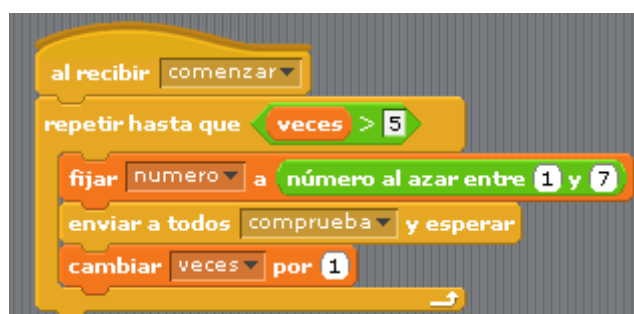 al recibir comenzar
repetir hasta que veces > 5
fijar numero a número al azar entre 1 y 7
enviar a todos comprueba y esperar
cambiar veces por 1